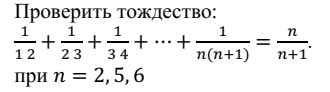 Проверить тождество:
1/(1 2) + 1/(2 3) + 1/(3 4) + ⋯ + 1/(n(n+1)) = n/(n+1).
при n = 2, 5, 6